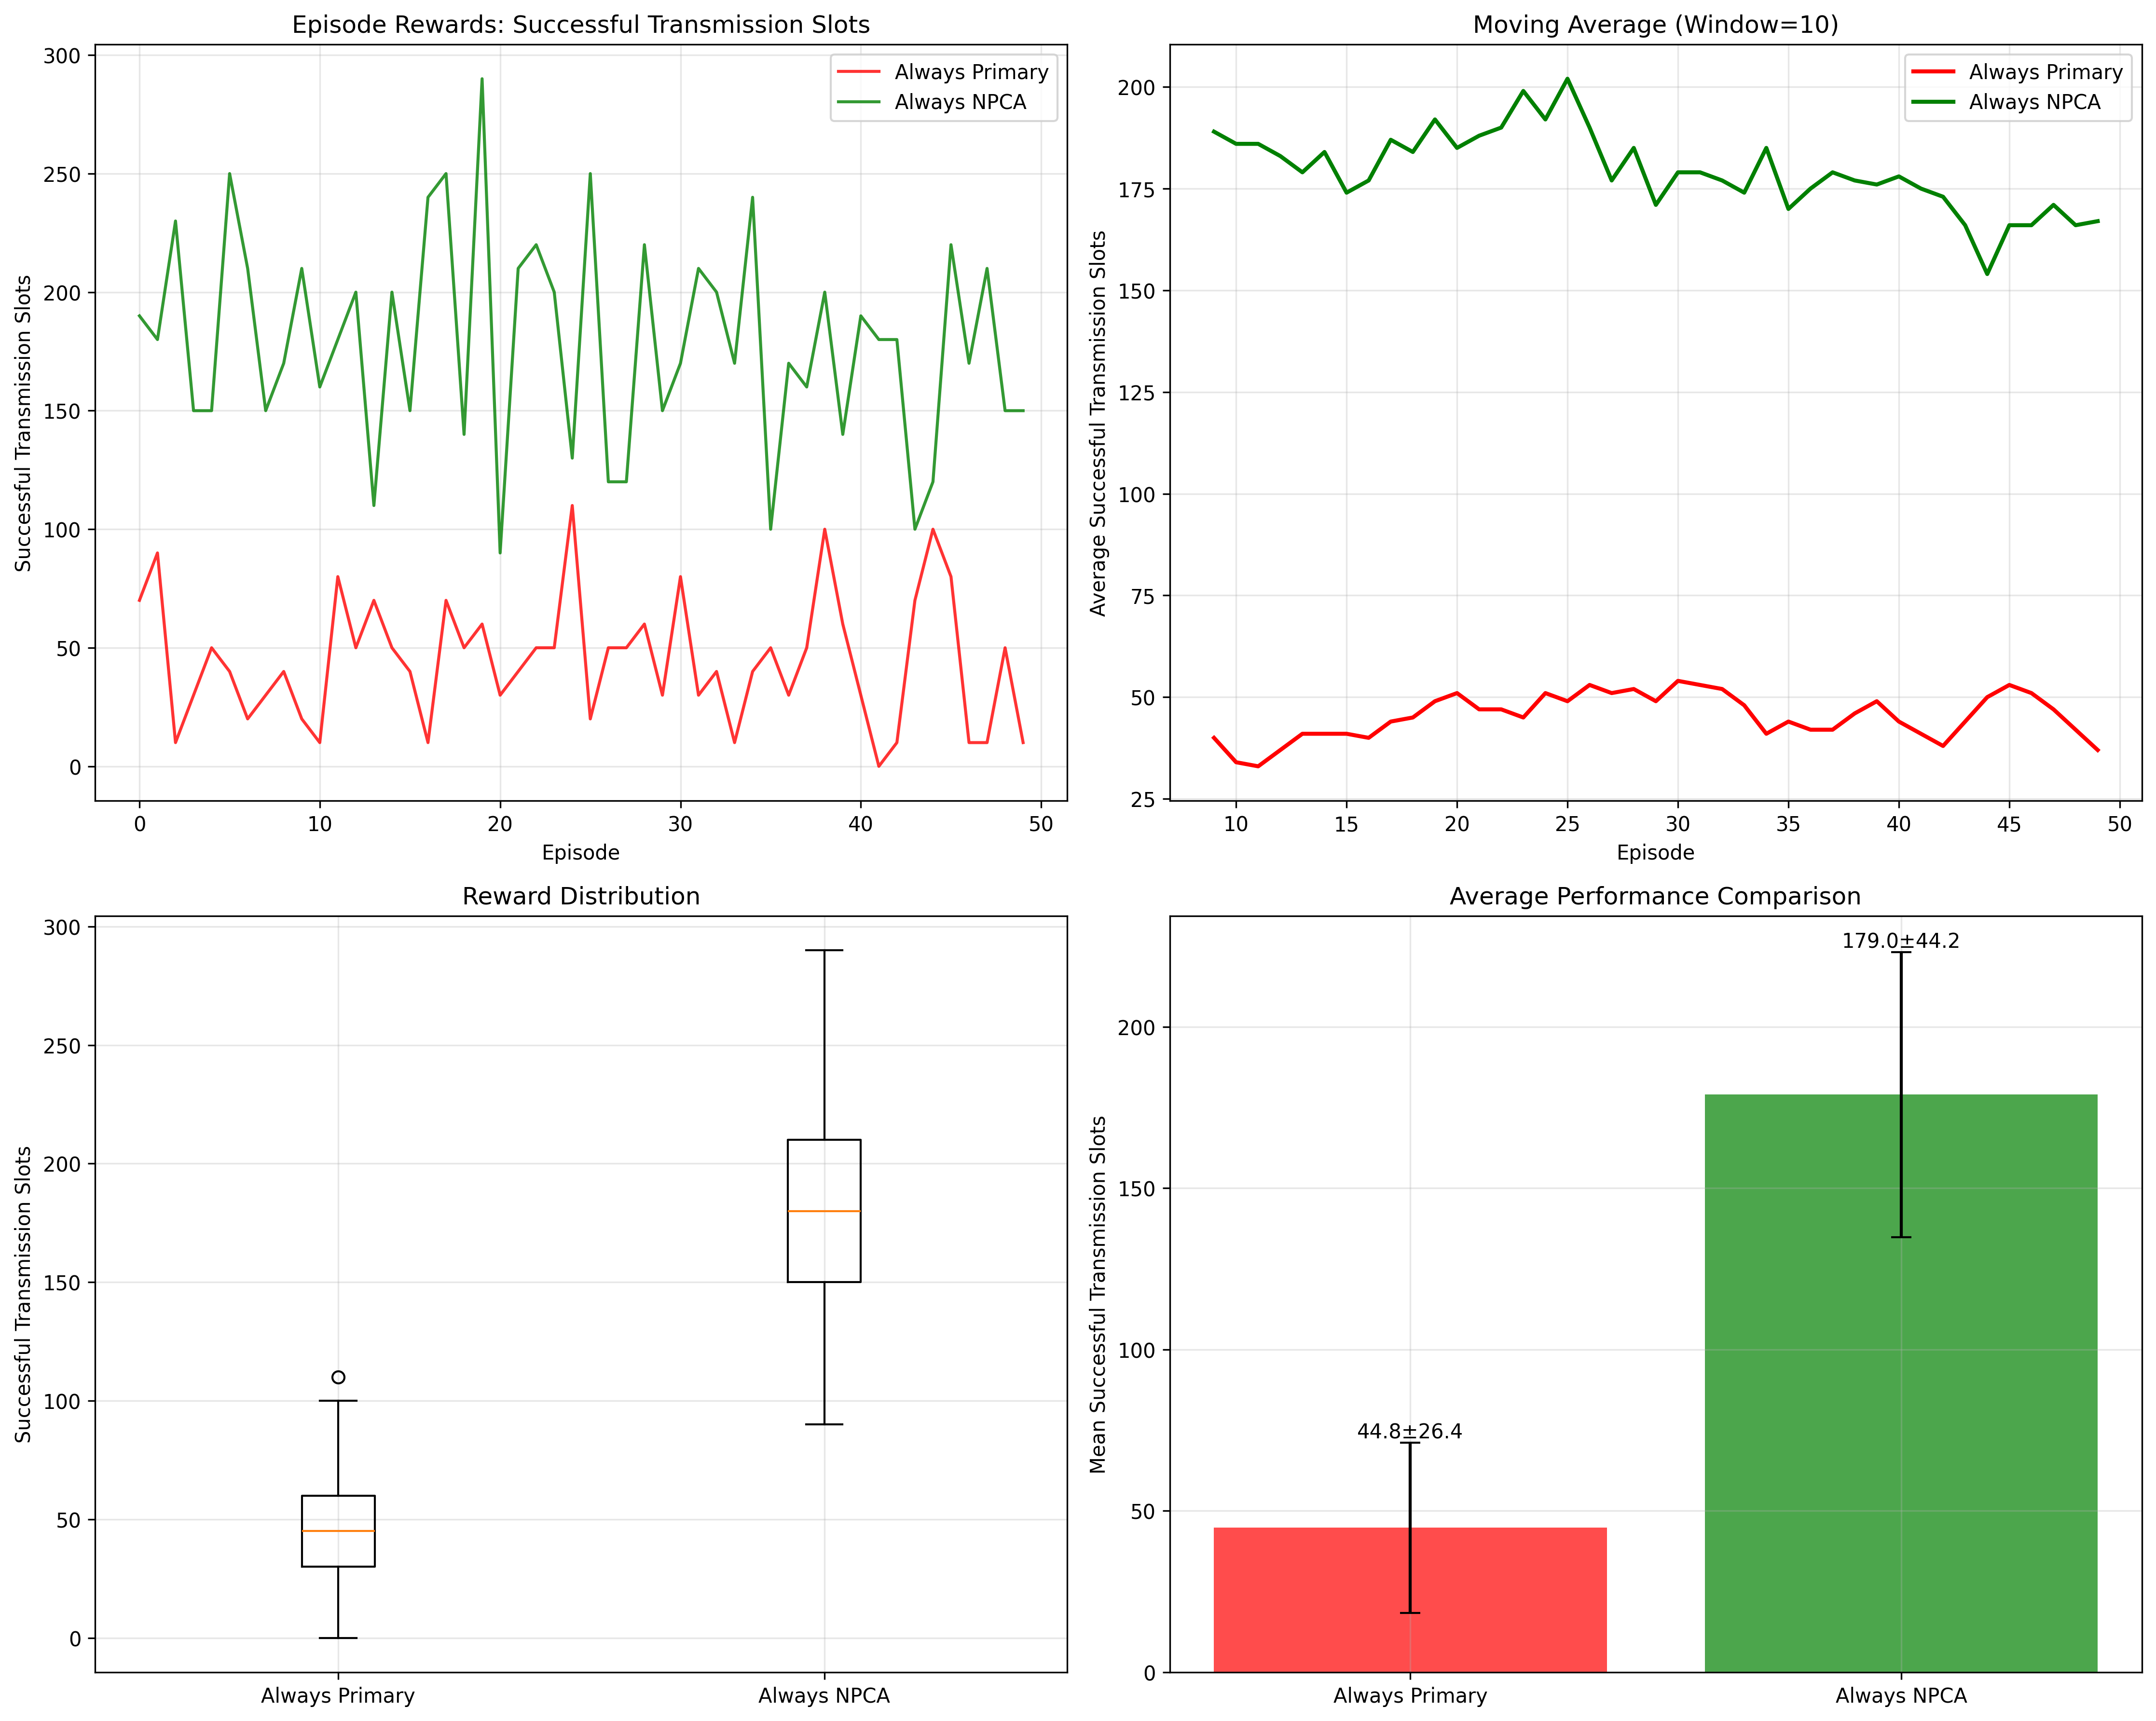 Episode Rewards: Successful Transmission Slots
Successful Transmission Slots
300
250
200
150
100
50
0
Always Primary
Always NPCA
0 10 20 30 40 50
Episode
Moving Average (Window=10)
Average Successful Transmission Slots
200
175
150
125
100
75
50
25
Always Primary
Always NPCA
10 15 20 25 30 35 40 45 50
Episode
Reward Distribution
Successful Transmission Slots
300
250
200
150
100
50
0
Always Primary Always NPCA
Average Performance Comparison
Mean Successful Transmission Slots
200
150
100
50
0
179.0±44.2
44.8±26.4
Always Primary Always NPCA